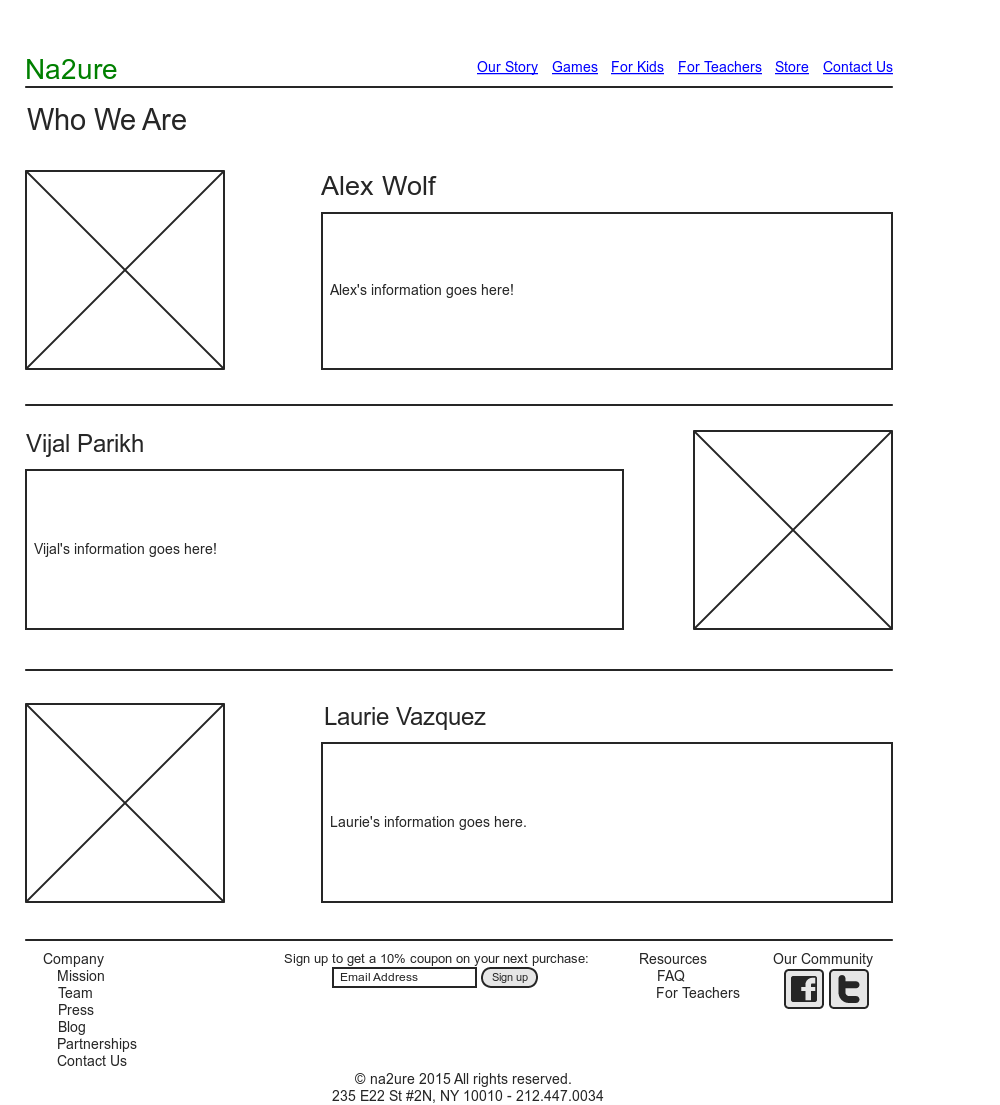 Na2ure
Our Story Games For Kids For Teachers Store Contact Us
Who We Are
Alex Wolf
Alex's information goes here!
Vijal Parikh
Vijal's information goes here!
Laurie Vazquez
Laurie's information goes here.
Company
Mission
Team
Press
Blog
Partnerships
Contact Us
Sign up to get a 10% coupon on your next purchase:
Email Address Sign up
Resources
FAQ
For Teachers
Our Community
© na2ure 2015 All rights reserved.
235 E22 St #2N, NY 10010 - 212.447.0034